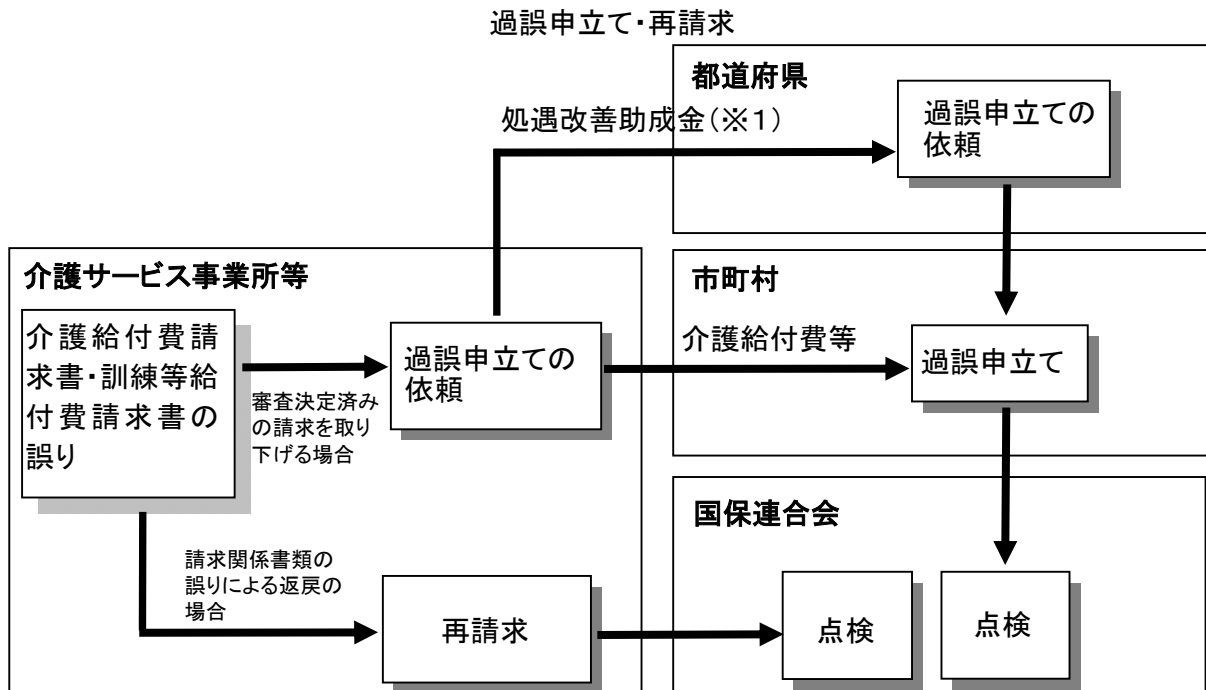 過誤申立て・再請求
都道府県
処遇改善助成金(※1)
過誤申立ての
依頼
介護サービス事業所等
市町村
介護給付費請
求書・訓練等給
付費請求書の
誤り
審査決定済み
の請求を取り
下げる場合
過誤申立ての
依頼
介護給付費等
過誤申立て
国保連合会
請求関係書類の
誤りによる返戻の
場合
再請求
点検
点検